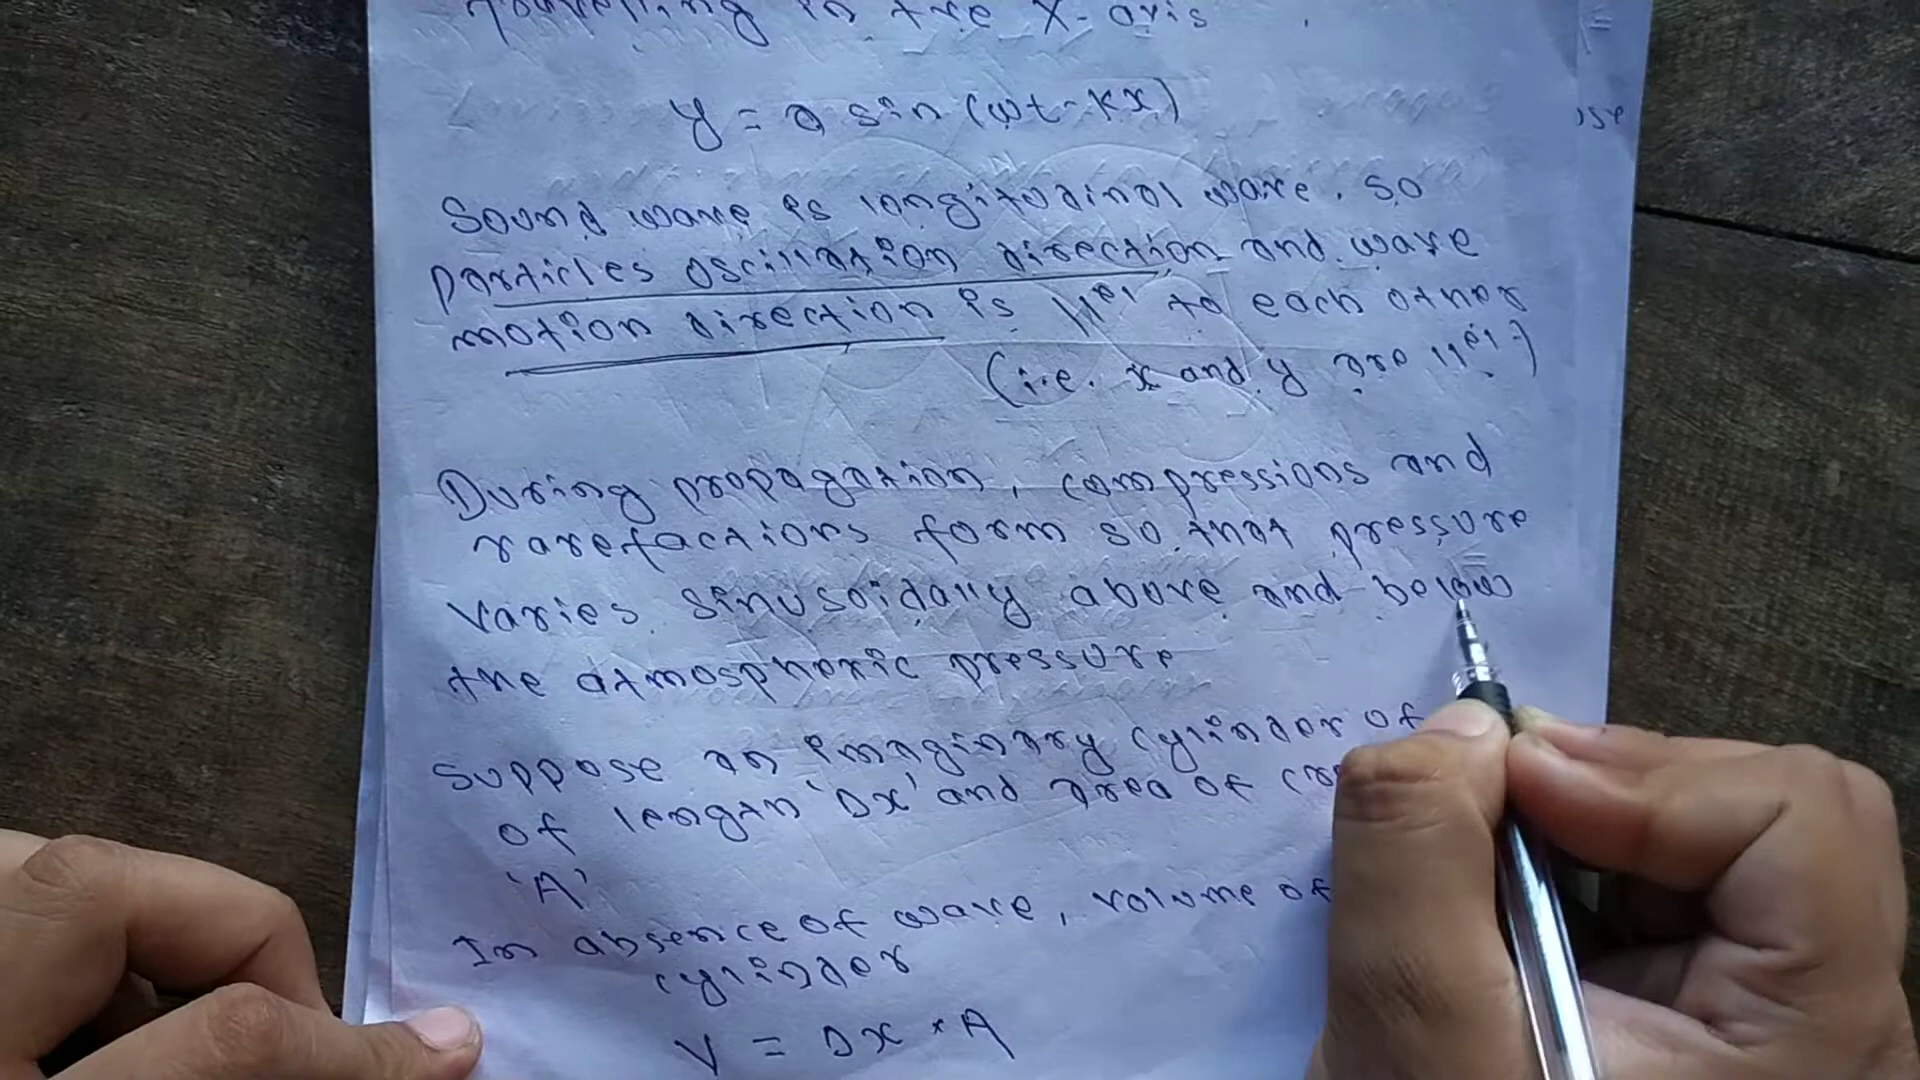 travelling in the X-axis
y = a sin (ωt-kx)
Sound wave is longitudinal wave. So
particles oscillation direction and wave
motion direction is 11el to each other
(i.e. x and y are 11el.)
During propagation, compressions and
rarefactions form so that pressure
varies sinusoidally above and below
the atmospheric pressure
Suppose an imaginary cylinder of
of length 'Δx' and area of
'A'
In absence of wave, volume of
cylinder
V = Δx * A